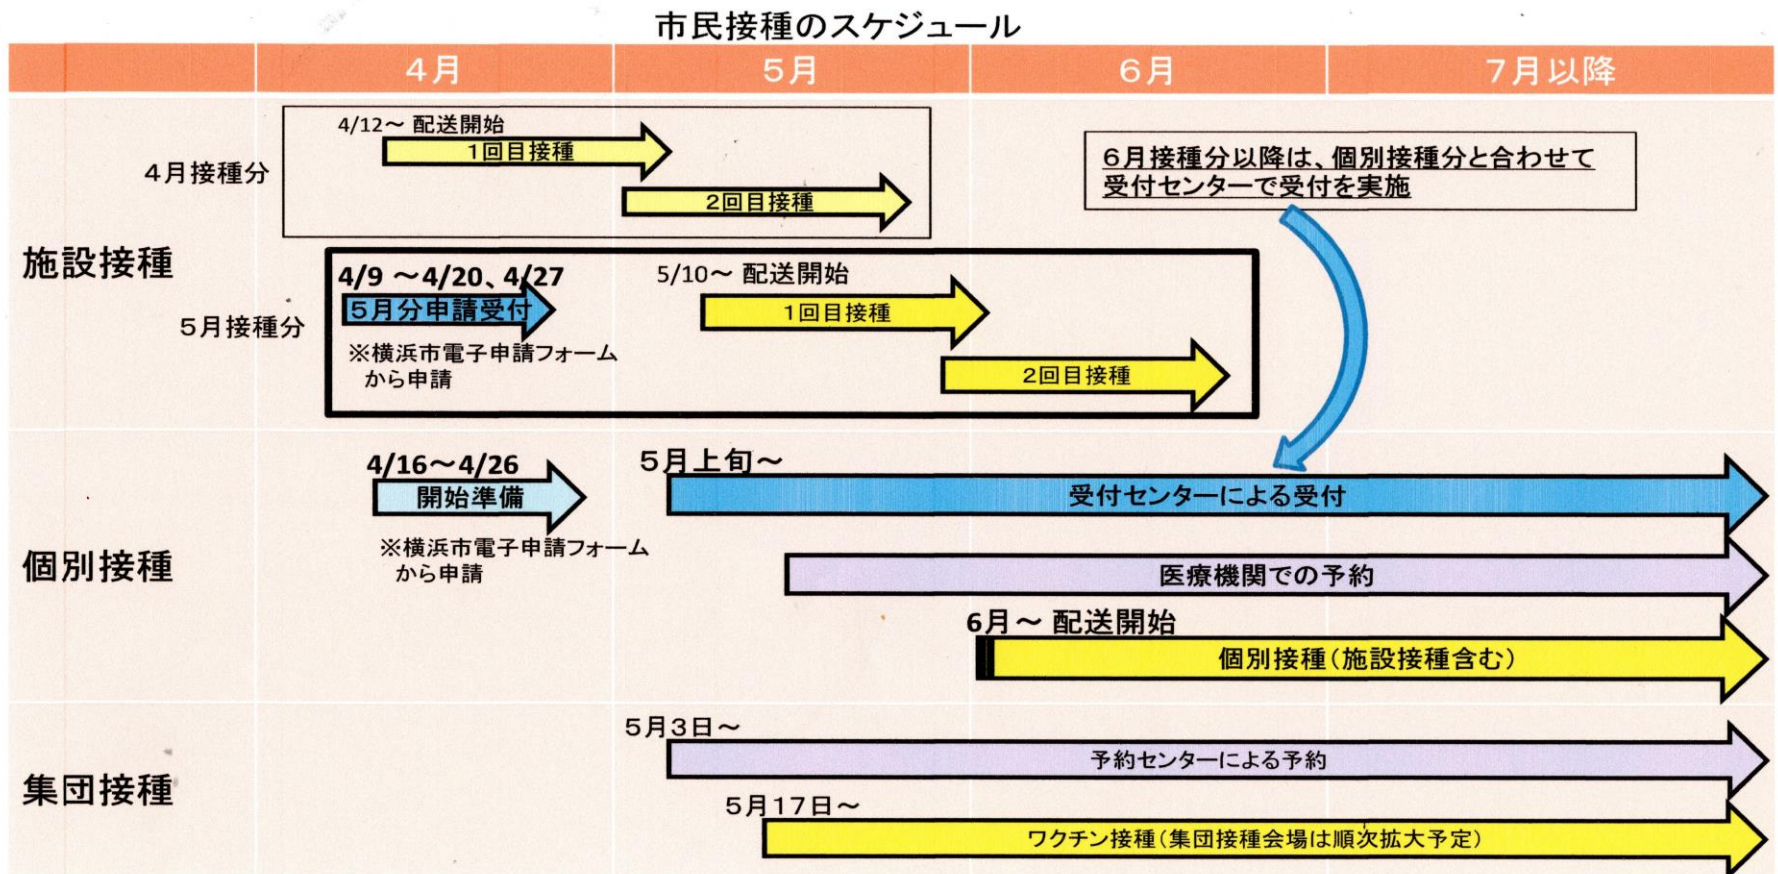 市民接種のスケジュール
4月
5月
6月
7月以降
施設接種
4月接種分
4/12～ 配送開始
1回目接種
2回目接種
6月接種分以降は、個別接種分と合わせて
受付センターで受付を実施
5月接種分
4/9 ～4/20、4/27
5月分申請受付
※横浜市電子申請フォーム
から申請
5/10～ 配送開始
1回目接種
2回目接種
個別接種
4/16～4/26
開始準備
※横浜市電子申請フォーム
から申請
5月上旬～
受付センターによる受付
医療機関での予約
6月～ 配送開始
個別接種(施設接種含む)
集団接種
5月3日～
予約センターによる予約
5月17日～
ワクチン接種(集団接種会場は順次拡大予定)